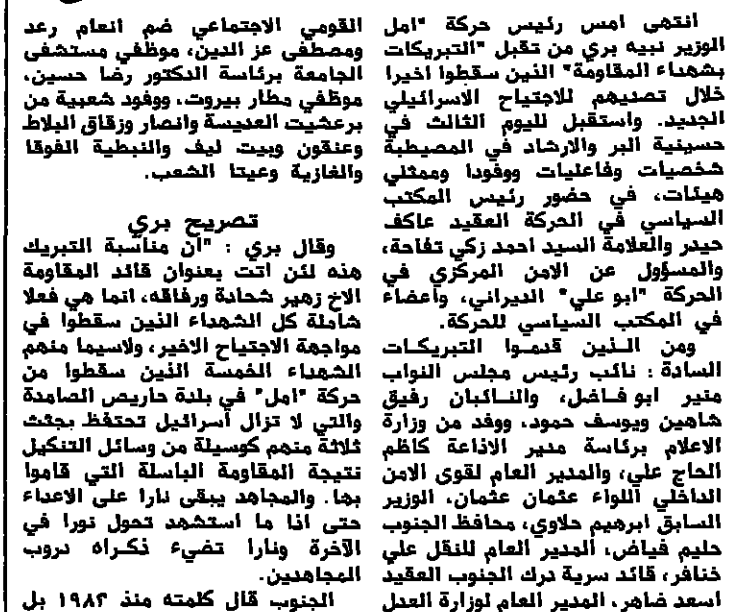 انتهى امس رئيس حركة "امل
الوزير نبيه بري من تقبل "التبريكات
بشهداء المقاومة" الذين سقطوا اخيرا
خلال تصديهم للاجتياح الاسرائيلي
الجديد. واستقبل لليوم الثالث في
حسينية البر والارشاد في المصيطبة
شخصيات وفاعليات ووفودا وممثلي
هيئات، في حضور رئيس المكتب
السياسي في الحركة العقيد عاكف
حيدر والعلامة السيد احمد زكي تفاحة،
والمسؤول عن الامن المركزي في
الحركة "ابو علي" الديراني، واعضاء
في المكتب السياسي للحركة.
ومن الذين قدموا التبريكات
السادة : نائب رئيس مجلس النواب
منير ابو فاضل، والنائبان رفيق
شاهين ويوسف حمود، ووفد من وزارة
الاعلام برئاسة مدير الاذاعة كاظم
الحاج علي، والمدير العام لقوى الامن
الداخلي اللواء عثمان عثمان، الوزير
السابق ابرهيم حلاوي، محافظ الجنوب
حليم فياض، المدير العام للنقل علي
خنافر، قائد سرية درك الجنوب العقيد
اسعد ضاهر، المدير العام لوزارة العدل
القومي الاجتماعي ضم انعام رعد
ومصطفى عز الدين، موظفي مستشفى
الجامعة برئاسة الدكتور رضا حسين،
موظفي مطار بيروت، ووفود شعبية من
برعشيت العديسة وانصار وزقاق البلاط
وعنقون وبيت ليف والنبطية الفوقا
والغازية وعيتا الشعب.
تصريح بري
وقال بري : "ان مناسبة التبريك
هذه لئن اتت بعنوان قائد المقاومة
الاخ زهير شحادة ورفاقه، انما هي فعلا
شاملة كل الشهداء الذين سقطوا في
مواجهة الاجتياح الاخير، ولاسيما منهم
الشهداء الخمسة الذين سقطوا من
حركة "امل" في بلدة حاريص الصامدة
والتي لا تزال اسرائيل تحتفظ بجثث
ثلاثة منهم كوسيلة من وسائل التنكيل
نتيجة المقاومة الباسلة التي قاموا
بها. والمجاهد يبقى نارا على الاعداء
حتى اذا ما استشهد تحول نورا في
الآخرة ونارا تضيء ذكراه دروب
المجاهدين.
الجنوب قال كلمته منذ ١٩٨٢ بل